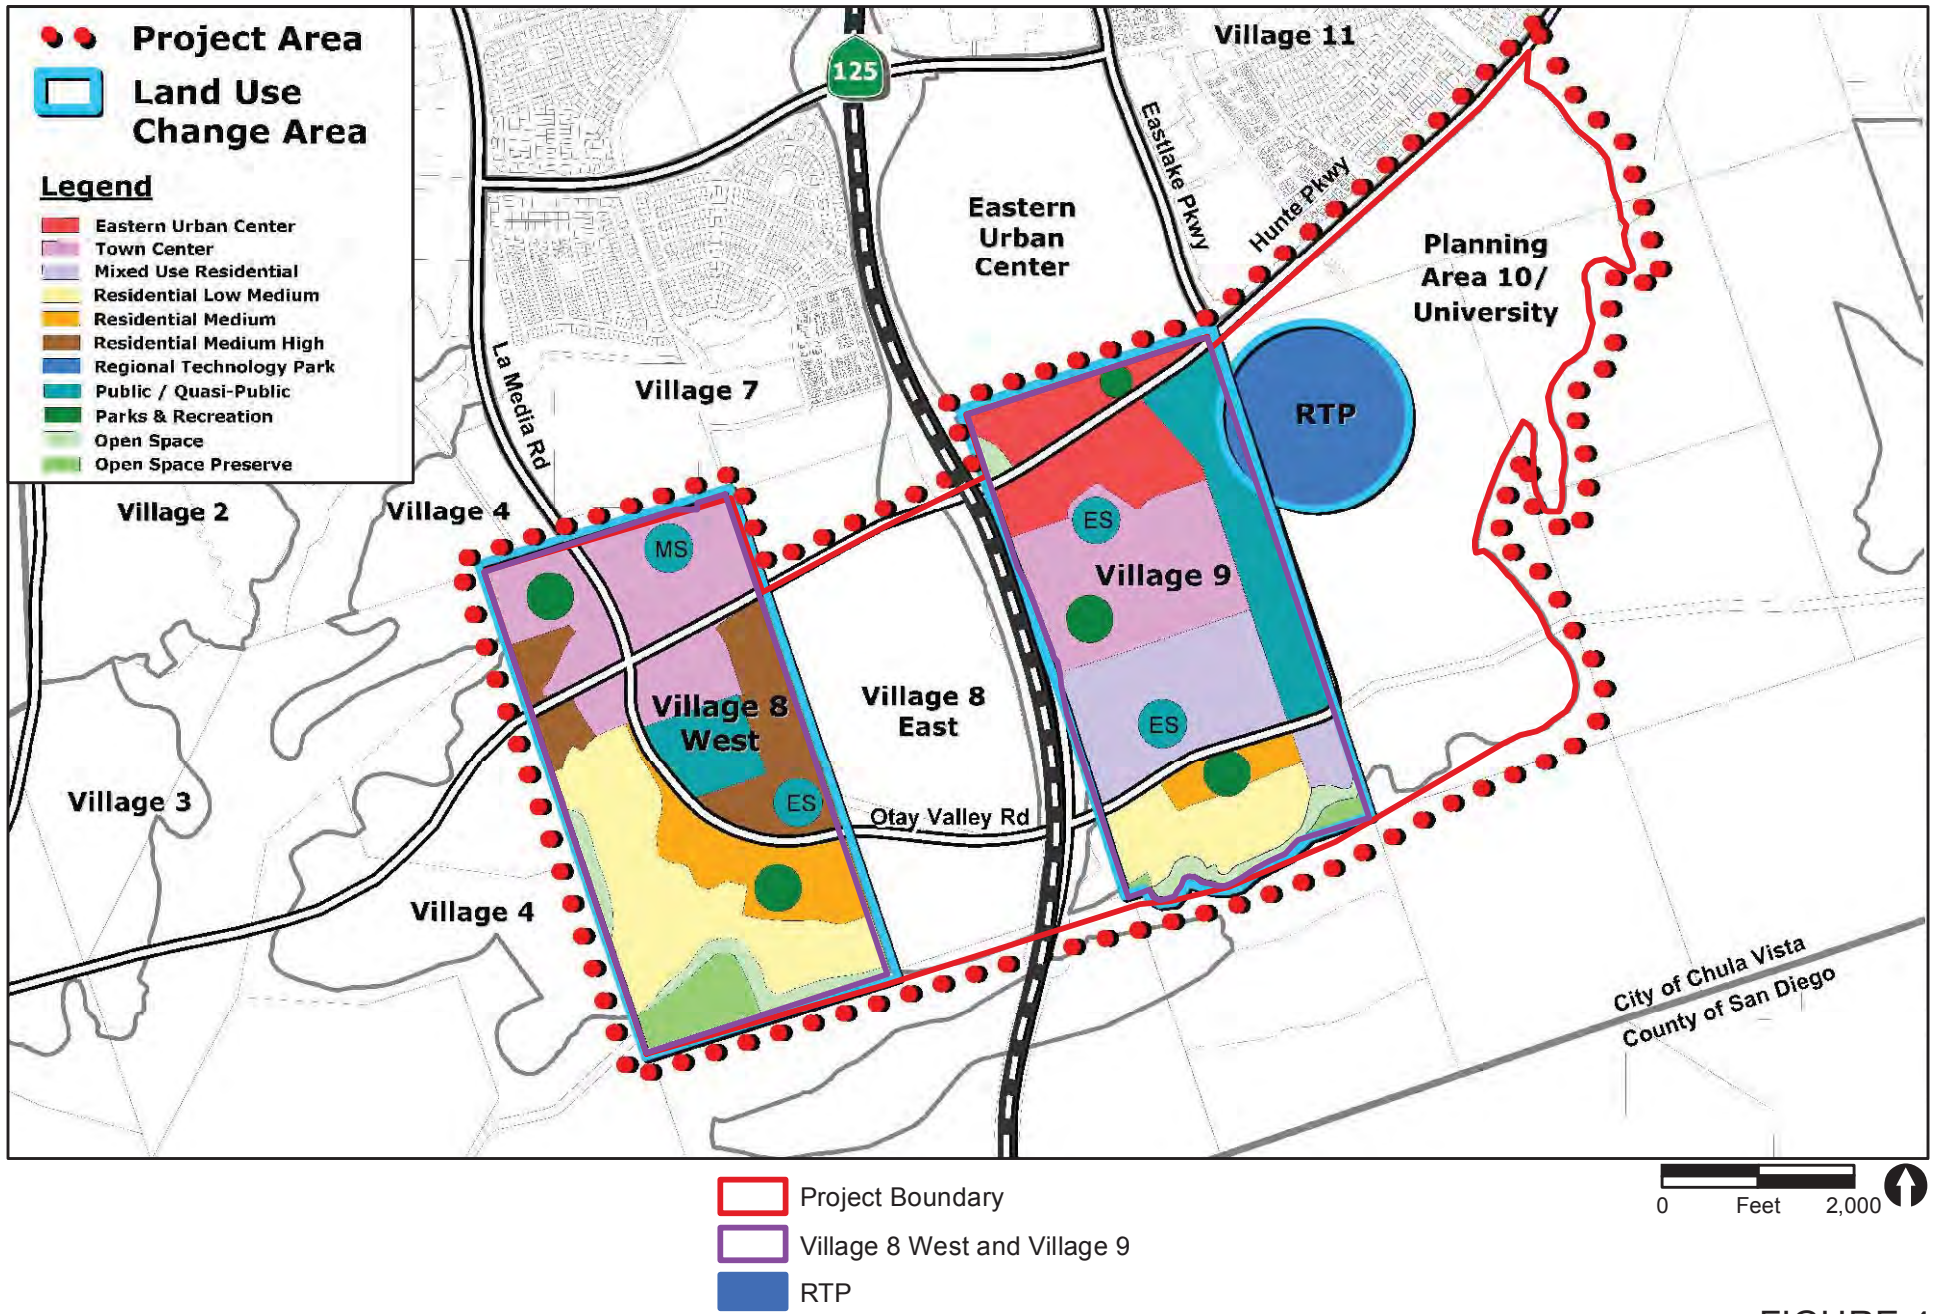 Project Area
Land Use
Change Area
Legend
Eastern Urban Center
Town Center
Mixed Use Residential
Residential Low Medium
Residential Medium
Residential Medium High
Regional Technology Park
Public / Quasi-Public
Parks & Recreation
Open Space
Open Space Preserve
125
Village 11
Eastlake Pkwy
Hunte Pkwy
Eastern
Urban
Center
Planning
Area 10/
University
La Media Rd
Village 7
RTP
Village 2
Village 4
MS
ES
Village 9
Village 8
West
Village 8
East
ES
Village 3
ES
Otay Valley Rd
Village 4
City of Chula Vista
County of San Diego
0 Feet 2,000
Project Boundary
Village 8 West and Village 9
RTP